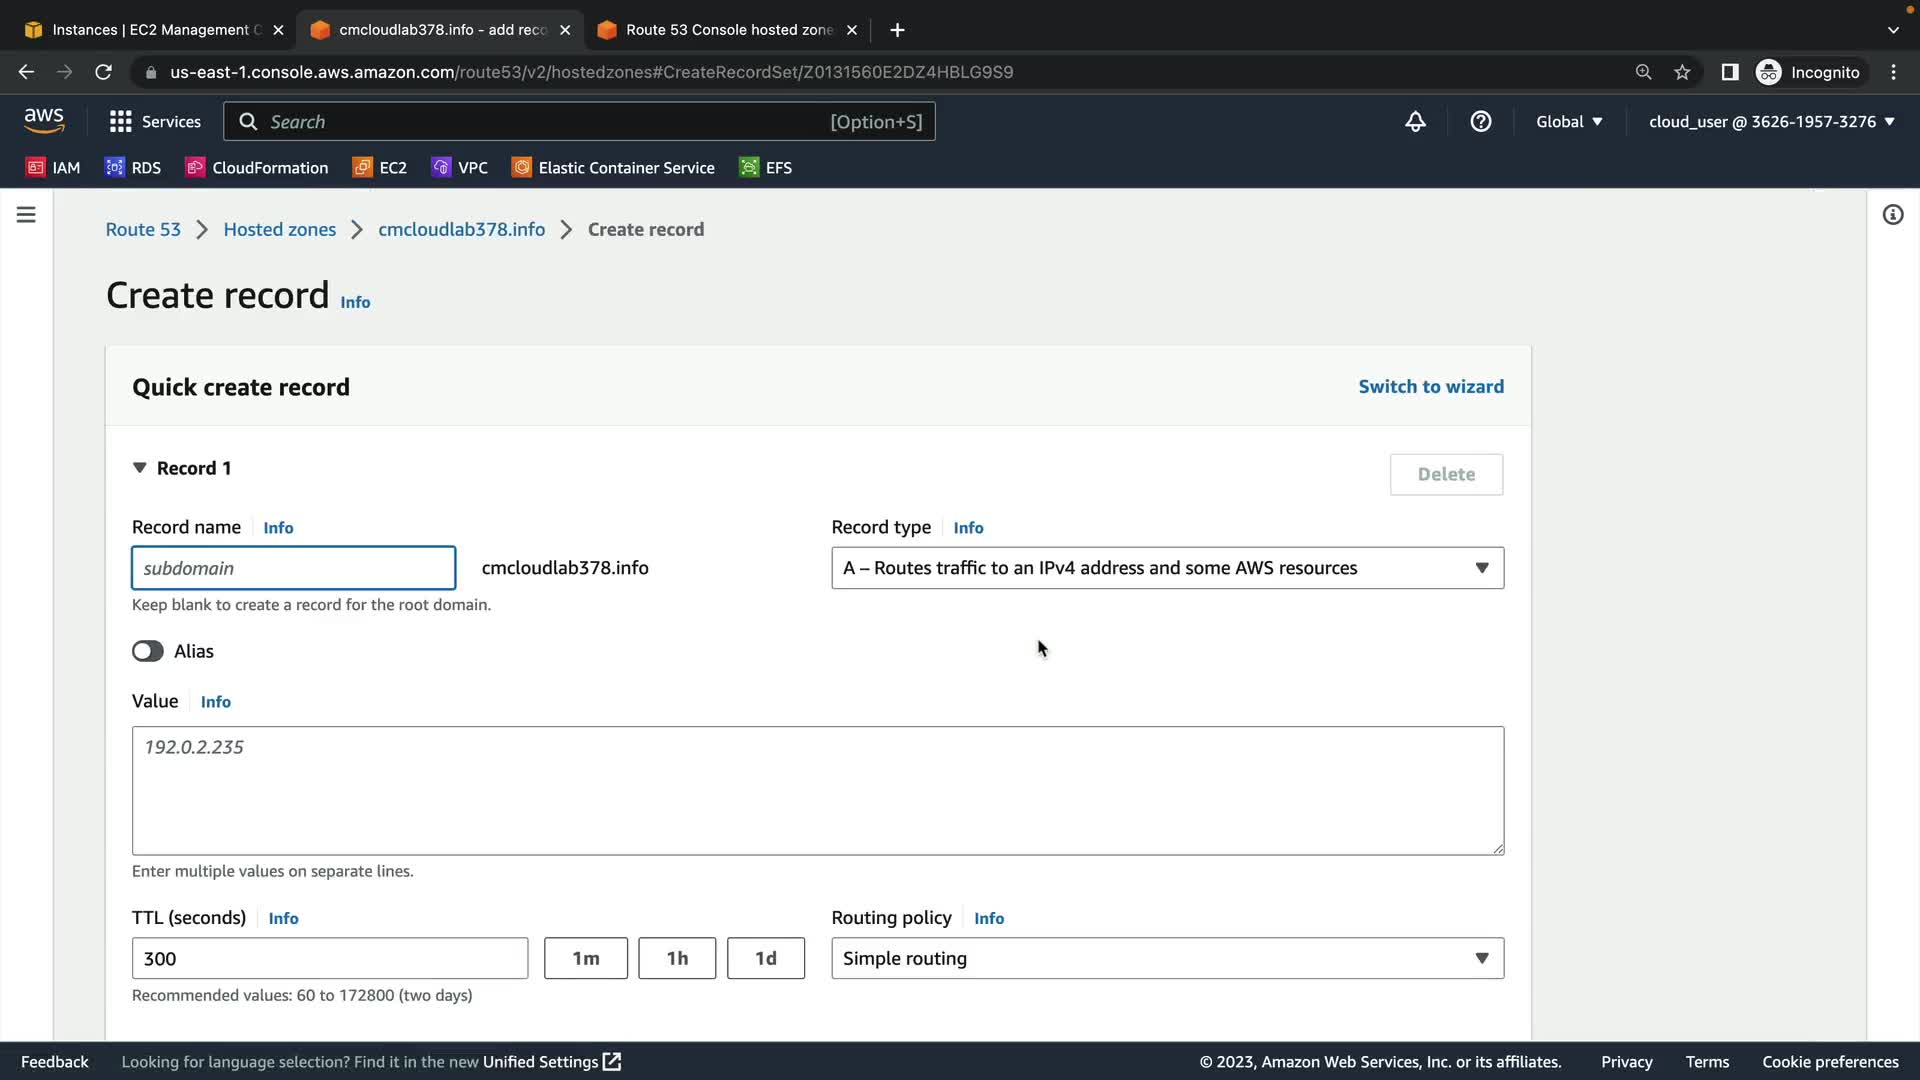 Instances | EC2 Management C
cmcloudlab378.info - add reco
Route 53 Console hosted zone
us-east-1.console.aws.amazon.com/route53/v2/hostedzones#CreateRecordSet/Z0131560E2DZ4HBLG9S9
Incognito
aws
Services
Search
[Option+S]
Global
cloud_user @ 3626-1957-3276
IAM
RDS
CloudFormation
EC2
VPC
Elastic Container Service
EFS
Route 53
Hosted zones
cmcloudlab378.info
Create record
Create record
Info
Quick create record
Switch to wizard
Record 1
Delete
Record name
Info
Record type
Info
subdomain
cmcloudlab378.info
A – Routes traffic to an IPv4 address and some AWS resources
Keep blank to create a record for the root domain.
Alias
Value
Info
192.0.2.235
Enter multiple values on separate lines.
TTL (seconds)
Info
Routing policy
Info
300
1m
1h
1d
Simple routing
Recommended values: 60 to 172800 (two days)
Feedback
Looking for language selection? Find it in the new Unified Settings
© 2023, Amazon Web Services, Inc. or its affiliates.
Privacy
Terms
Cookie preferences